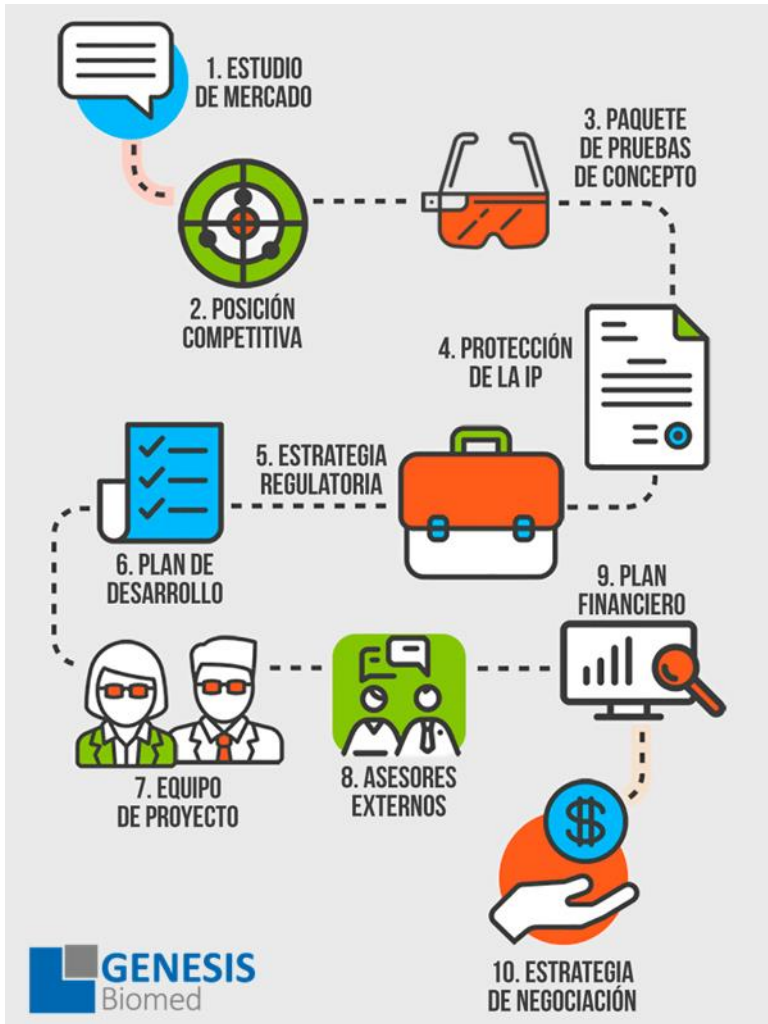 1. ESTUDIO
DE MERCADO
2. POSICIÓN
COMPETITIVA
3. PAQUETE
DE PRUEBAS
DE CONCEPTO
4. PROTECCIÓN
DE LA IP
5. ESTRATEGIA
REGULATORIA
6. PLAN DE
DESARROLLO
7. EQUIPO
DE PROYECTO
8. ASESORES
EXTERNOS
9. PLAN
FINANCIERO
$
10. ESTRATEGIA
DE NEGOCIACIÓN
GENESIS
Biomed